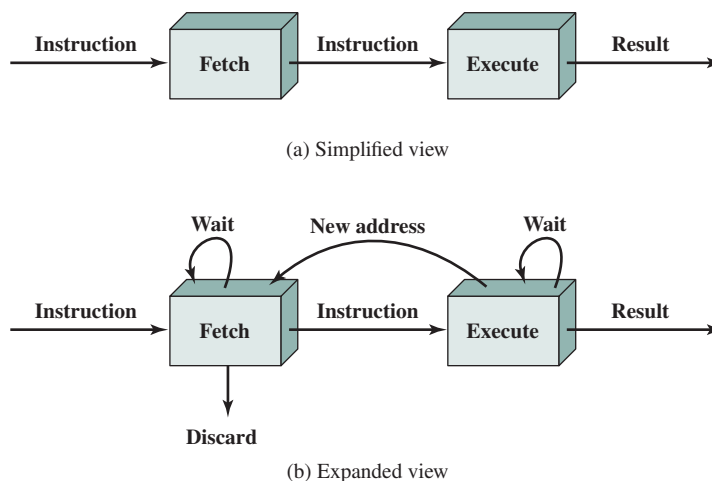 Instruction
Fetch
Instruction
Execute
Result
(a) Simplified view
Wait
New address
Wait
Instruction
Fetch
Instruction
Execute
Result
Discard
(b) Expanded view